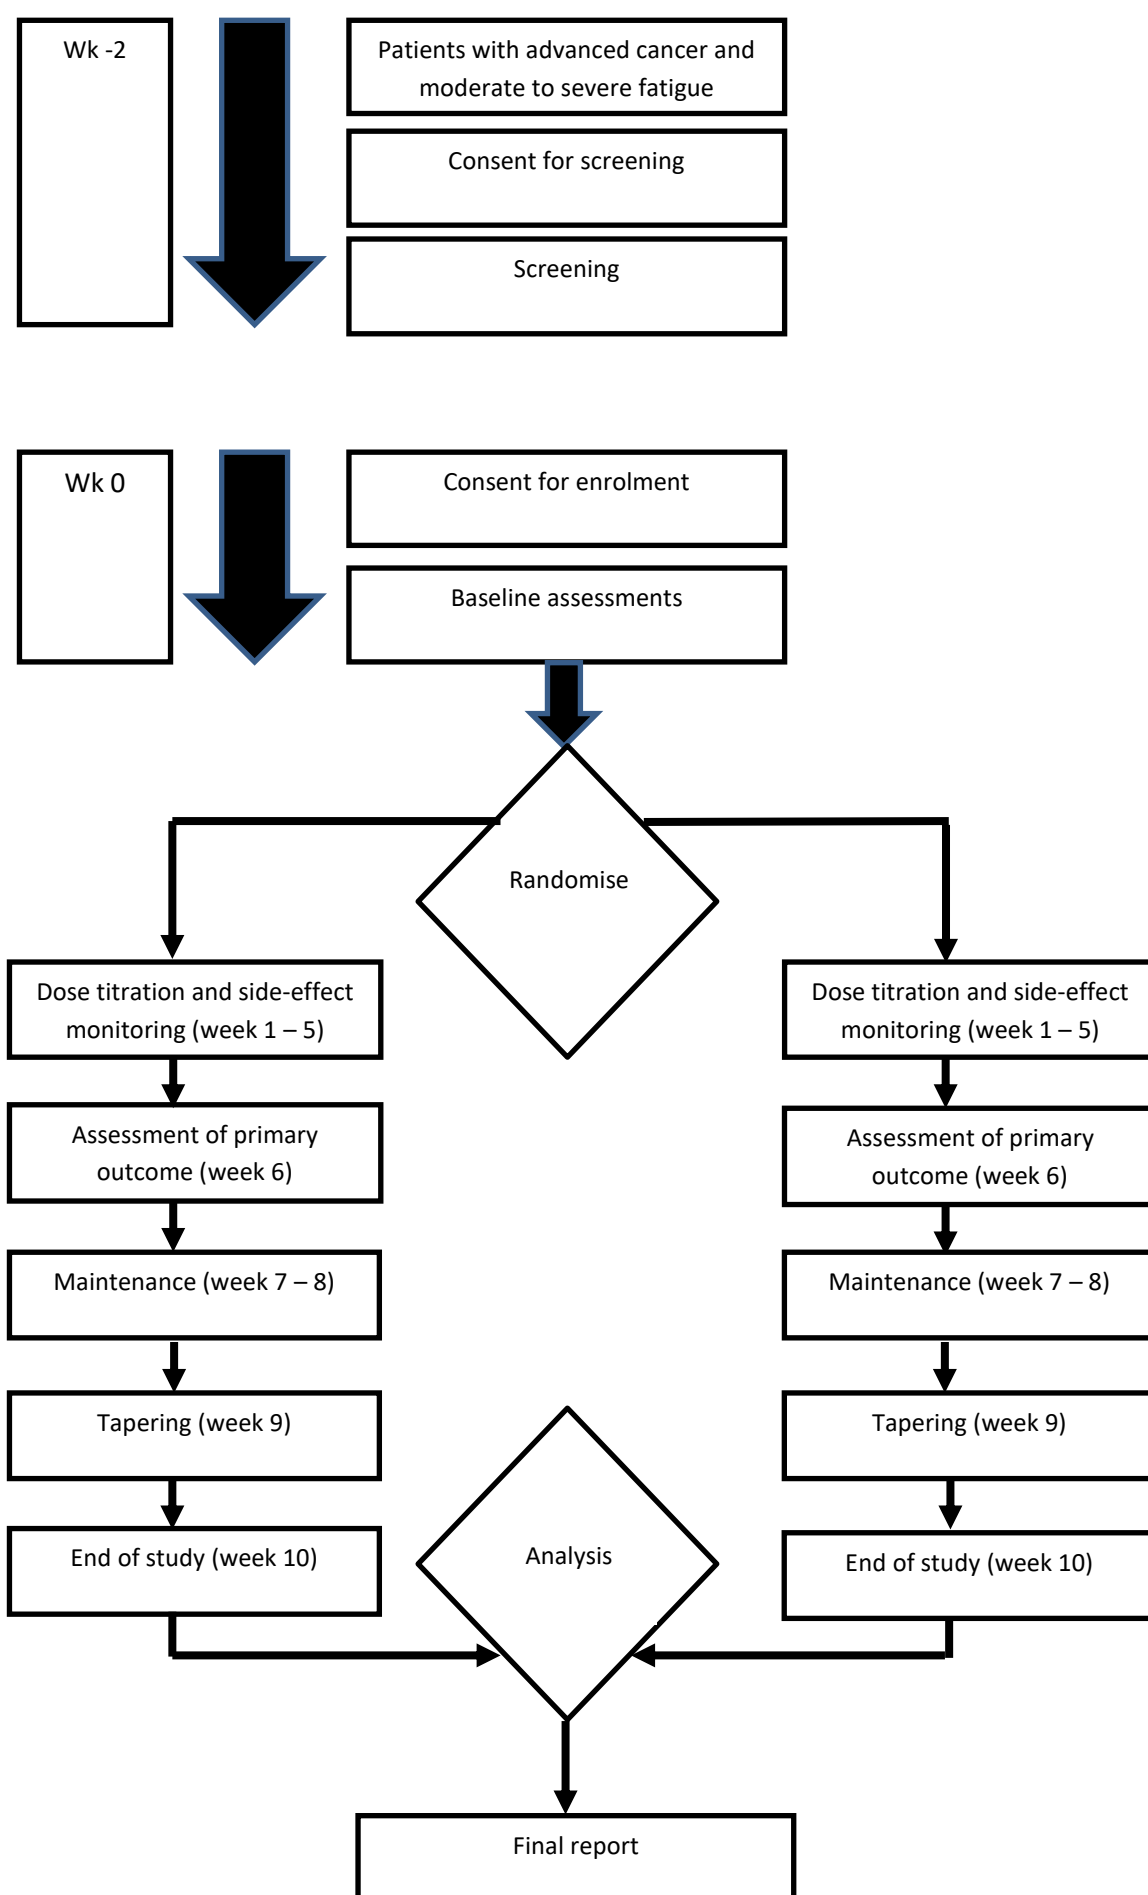 Wk -2
Patients with advanced cancer and
moderate to severe fatigue
Consent for screening
Screening
Wk 0
Consent for enrolment
Baseline assessments
Randomise
Dose titration and side-effect
monitoring (week 1 – 5)
Assessment of primary
outcome (week 6)
Maintenance (week 7 – 8)
Tapering (week 9)
End of study (week 10)
Dose titration and side-effect
monitoring (week 1 – 5)
Assessment of primary
outcome (week 6)
Maintenance (week 7 – 8)
Tapering (week 9)
End of study (week 10)
Analysis
Final report